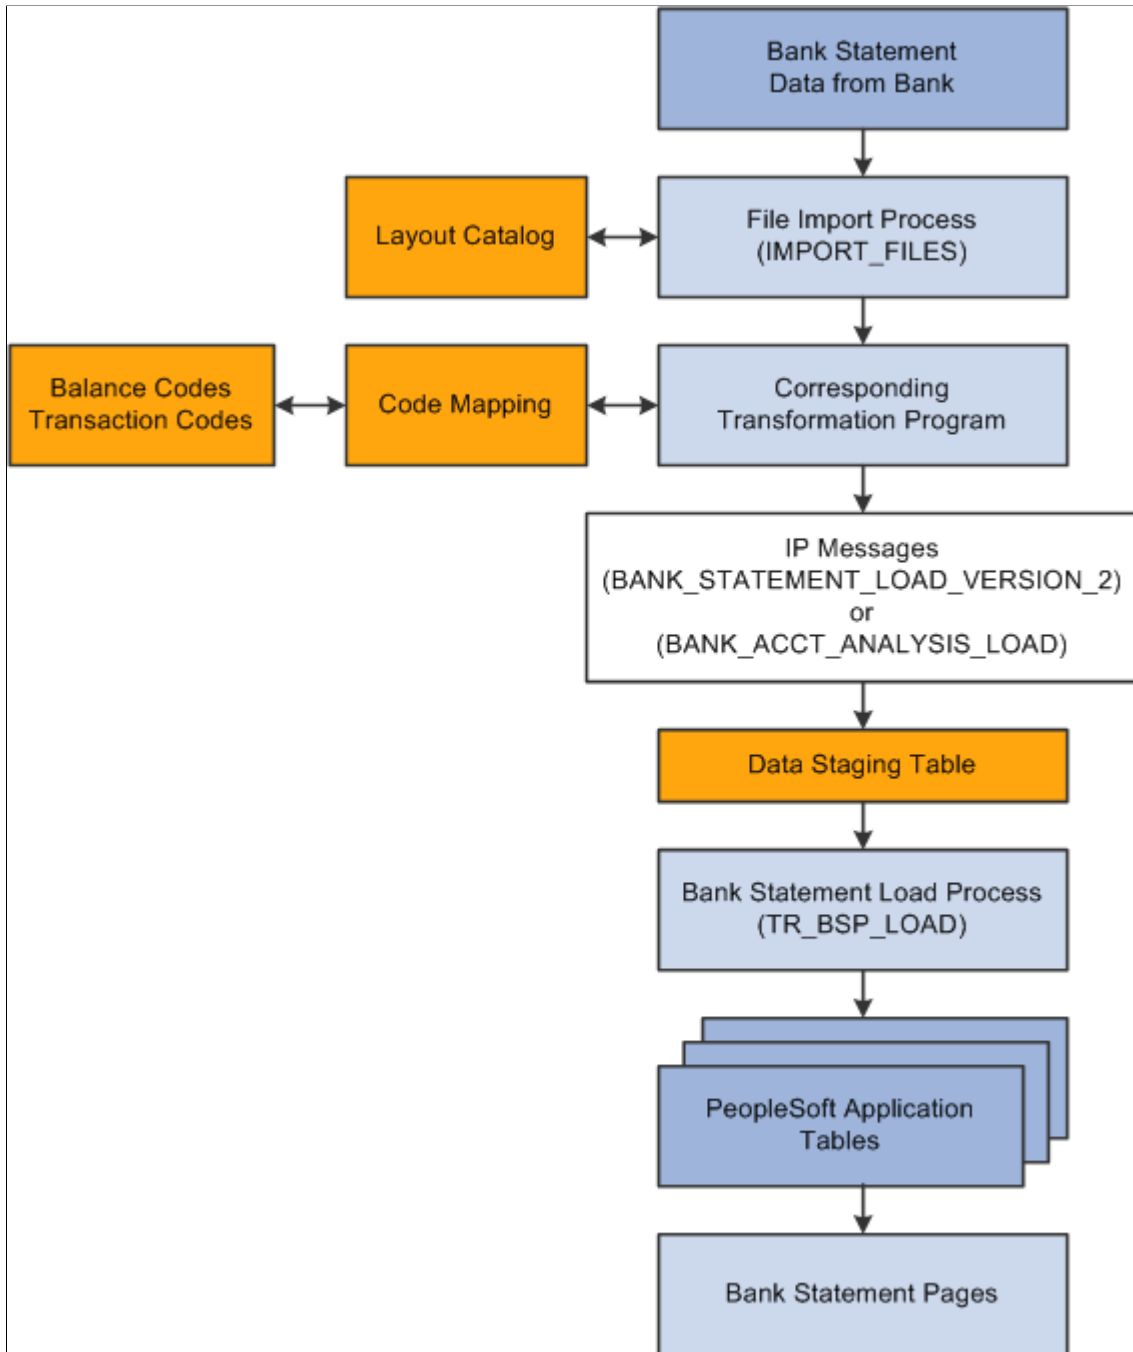 Bank Statement
Data from Bank
Layout Catalog
File Import Process
(IMPORT_FILES)
Balance Codes
Transaction Codes
Code Mapping
Corresponding
Transformation Program
IP Messages
(BANK_STATEMENT_LOAD_VERSION_2)
or
(BANK_ACCT_ANALYSIS_LOAD)
Data Staging Table
Bank Statement Load Process
(TR_BSP_LOAD)
PeopleSoft Application
Tables
Bank Statement Pages